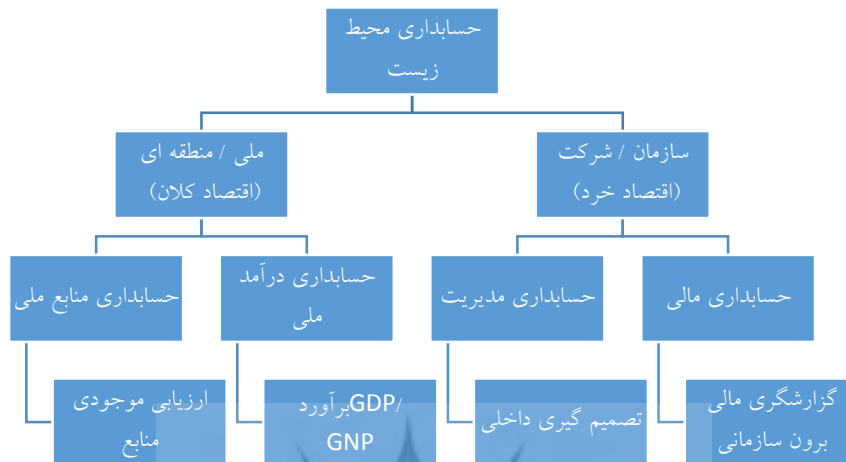 حسابداری محیط
زیست
سازمان / شرکت
(اقتصاد خرد)
ملی / منطقه ای
(اقتصاد کلان)
حسابداری مالی
حسابداری مدیریت
حسابداری درآمد
ملی
حسابداری منابع ملی
گزارشگری مالی
برون سازمانی
تصمیم گیری داخلی
برآوردGDP/
GNP
ارزیابی موجودی
منابع